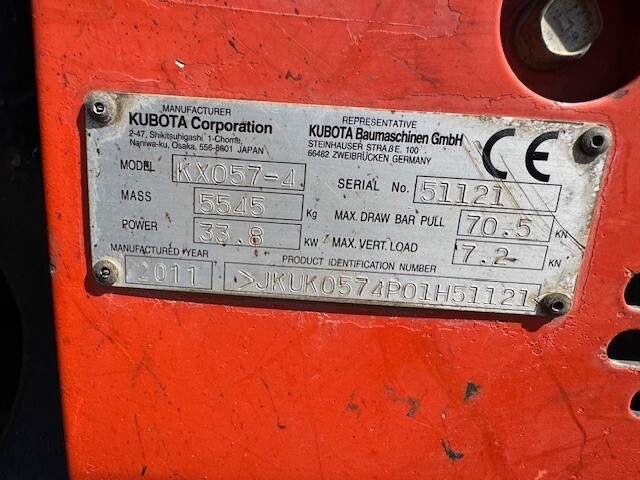 MANUFACTURER
KUBOTA Corporation
2-47, Shikitsuhigashi 1-Chome,
Naniwa-ku, Osaka, 556-8601 JAPAN
REPRESENTATIVE
KUBOTA Baumaschinen GmbH
STEINHAUSER STRAßE 100
66482 ZWEIBRÜCKEN GERMANY
CE
MODEL KX057-4
SERIAL No. 51121
MASS 5545 Kg
MAX. DRAW BAR PULL 70.5 KN
POWER 33.8 KW
MAX. VERT. LOAD 7.2 KN
MANUFACTURED YEAR
2011
PRODUCT IDENTIFICATION NUMBER
>JKUK0574P01H51121